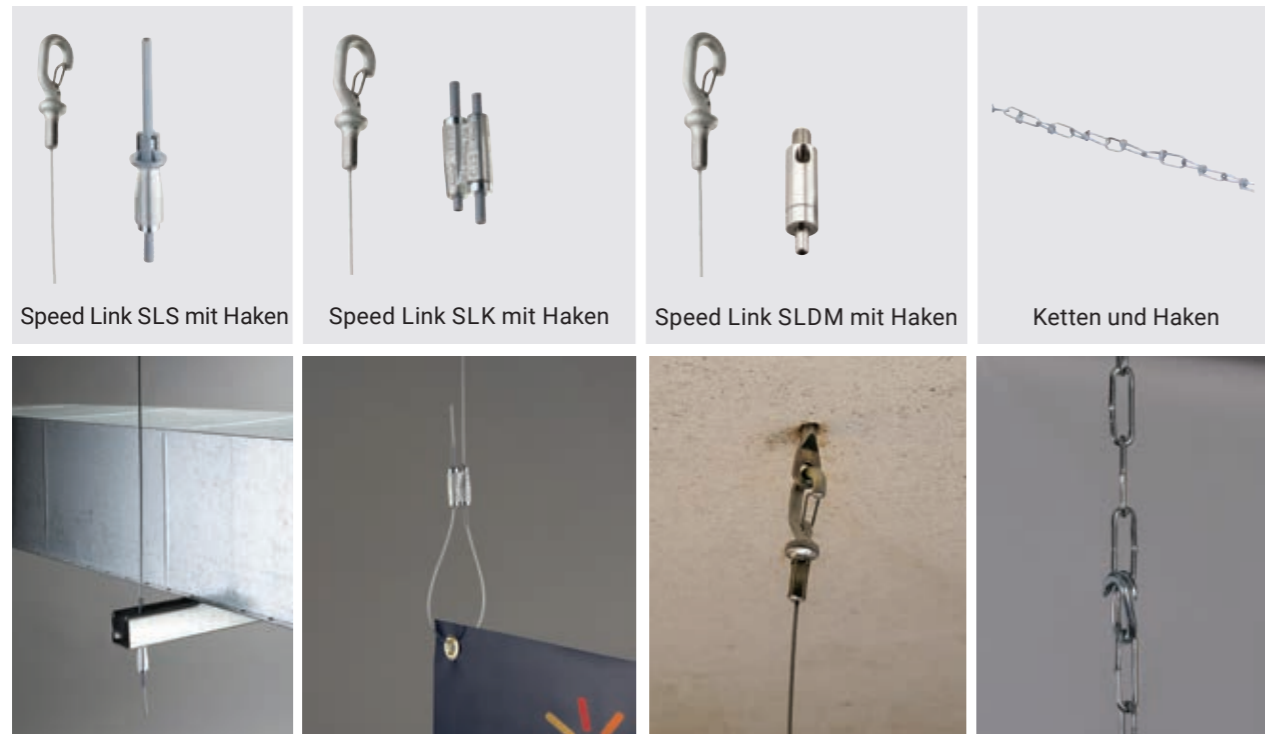 Speed Link SLS mit Haken
Speed Link SLK mit Haken
Speed Link SLDM mit Haken
Ketten und Haken